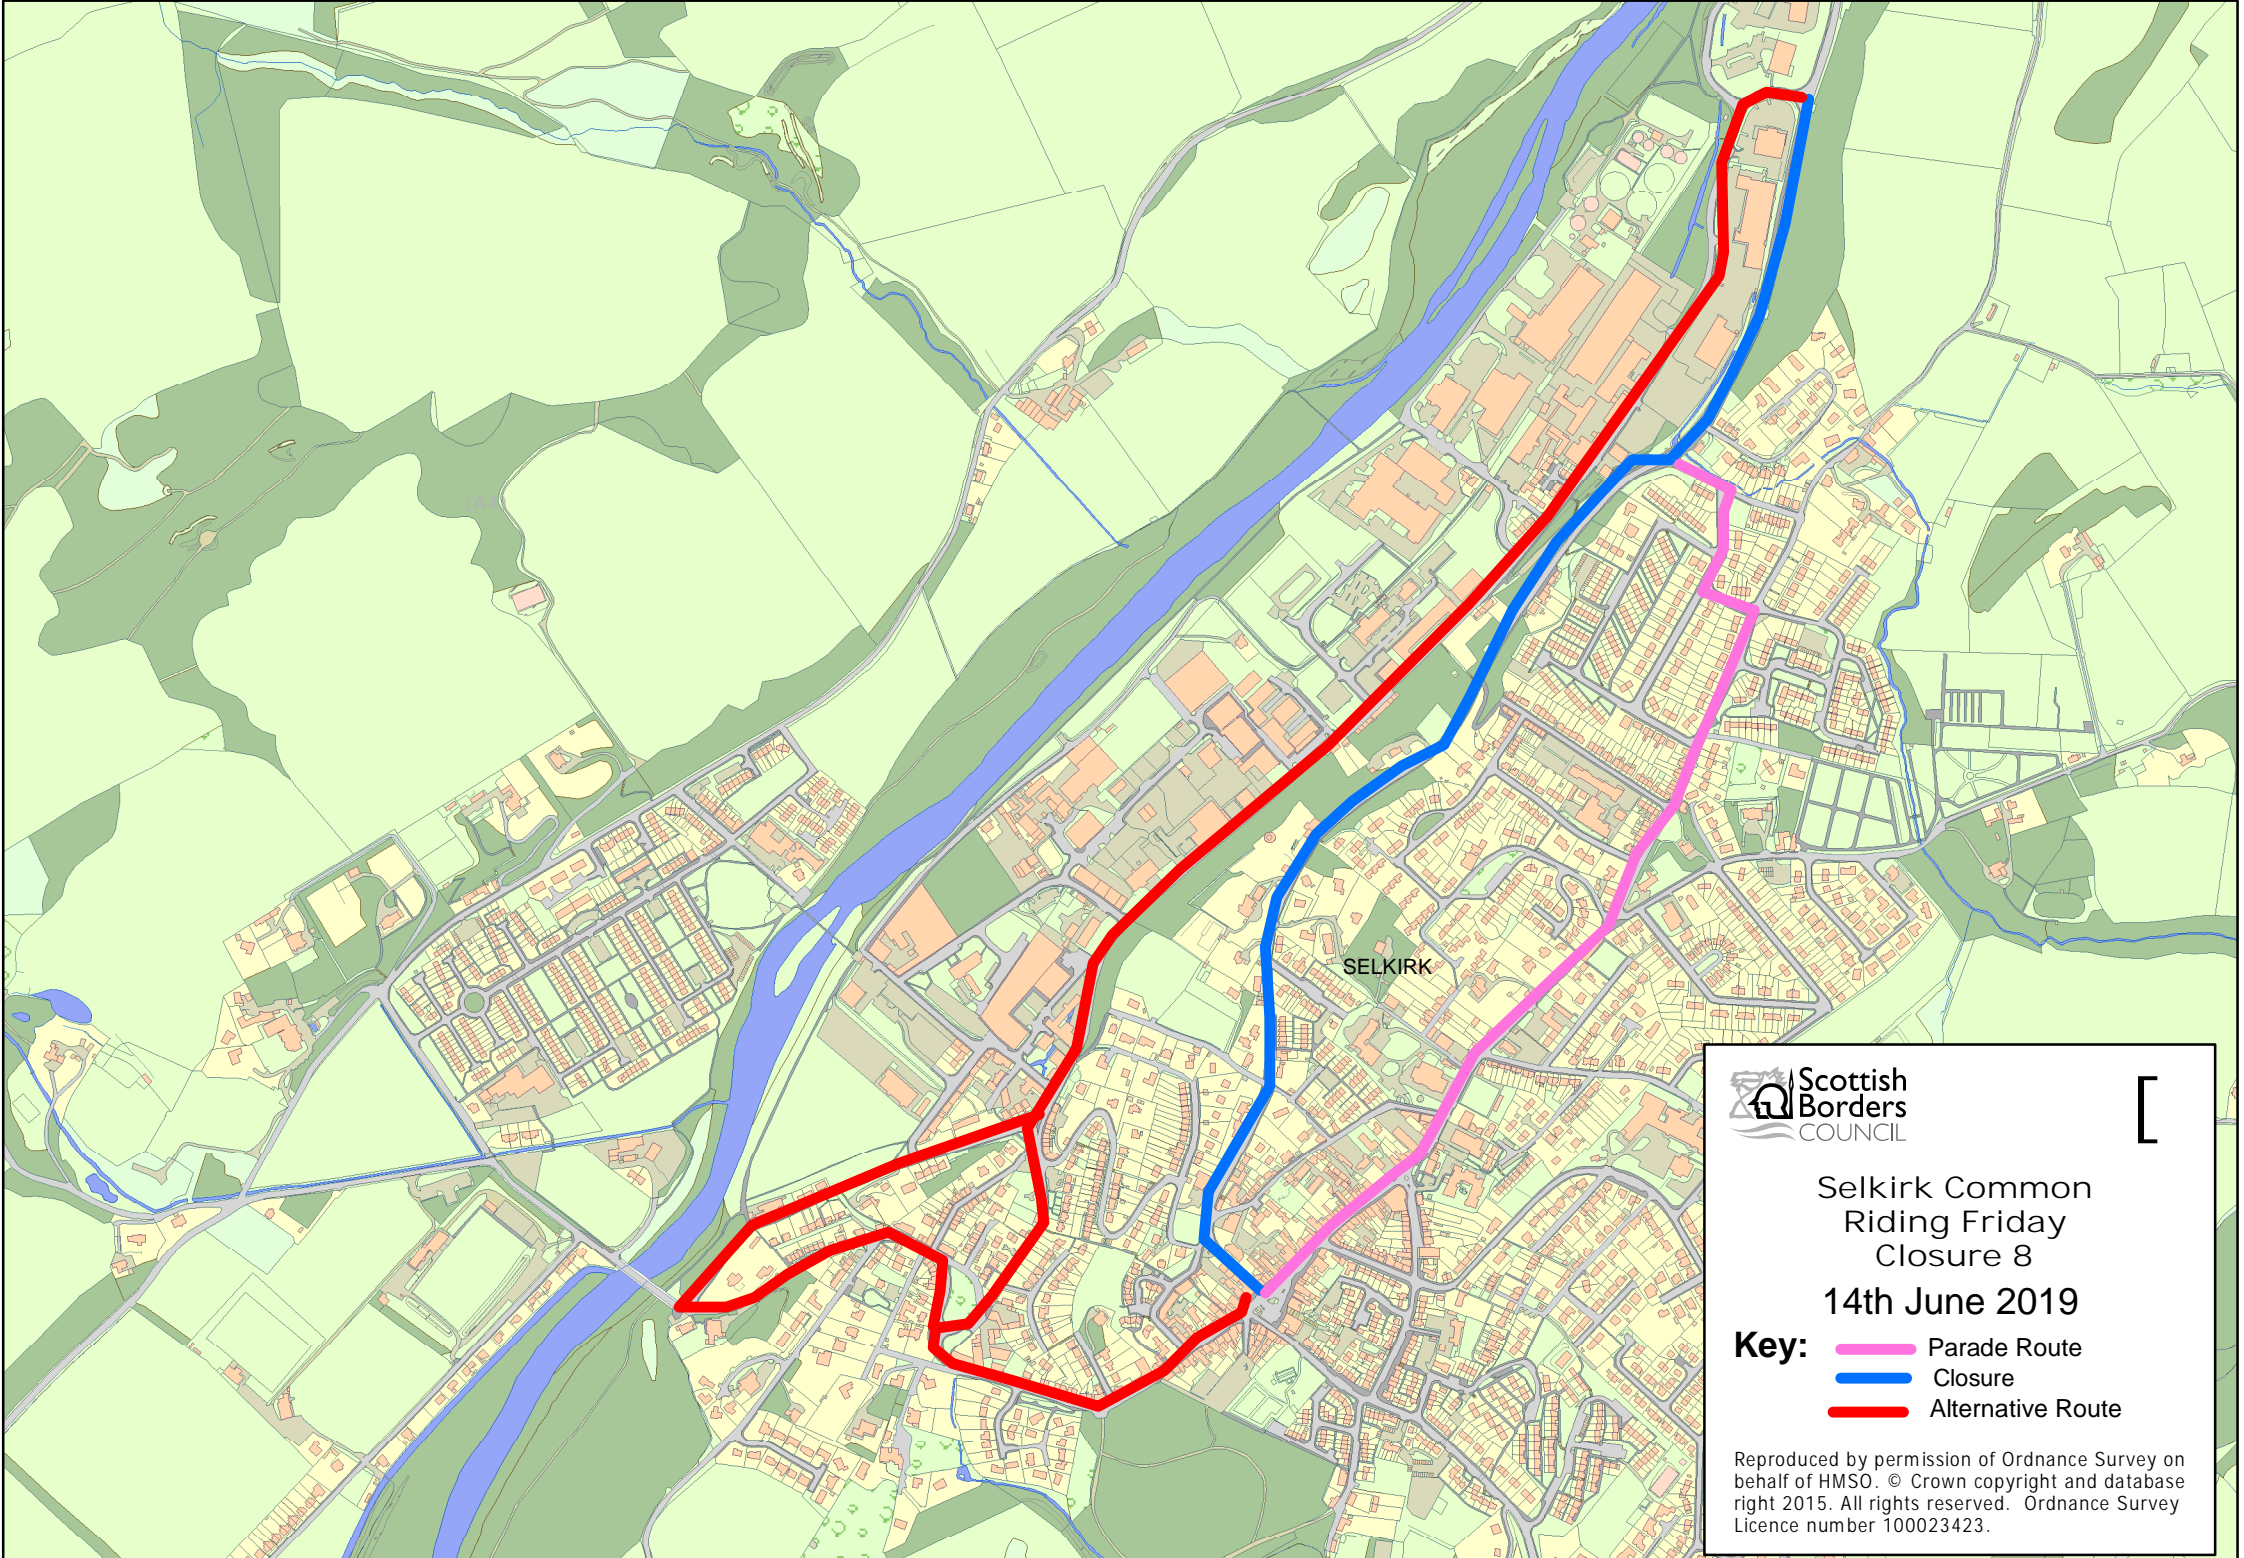 SELKIRK
Scottish
Borders
COUNCIL
[
Selkirk Common
Riding Friday
Closure 8
14th June 2019
Key:
Parade Route
Closure
Alternative Route
Reproduced by permission of Ordnance Survey on
behalf of HMSO. © Crown copyright and database
right 2015. All rights reserved. Ordnance Survey
Licence number 100023423.